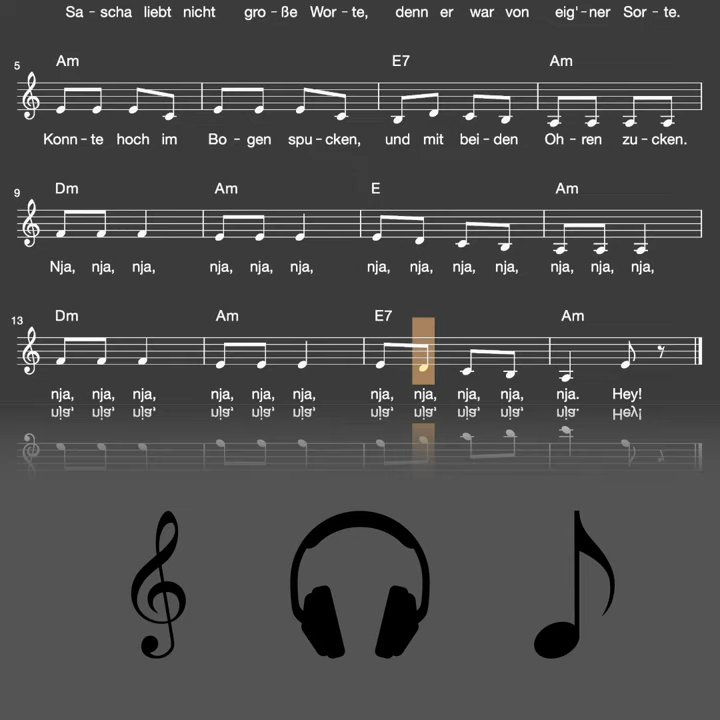 Sa - scha liebt nicht gro - ße Wor - te, denn er war von eig'- ner Sor - te.
5 Am E7 Am
Konn - te hoch im Bo - gen spu - cken, und mit bei - den Oh - ren zu - cken.
9 Dm Am E Am
Nja, nja, nja, nja, nja, nja, nja, nja, nja, nja, nja, nja, nja,
13 Dm Am E7 Am
nja, nja, nja, nja, nja, nja, nja, nja, nja, nja, nja. Hey!